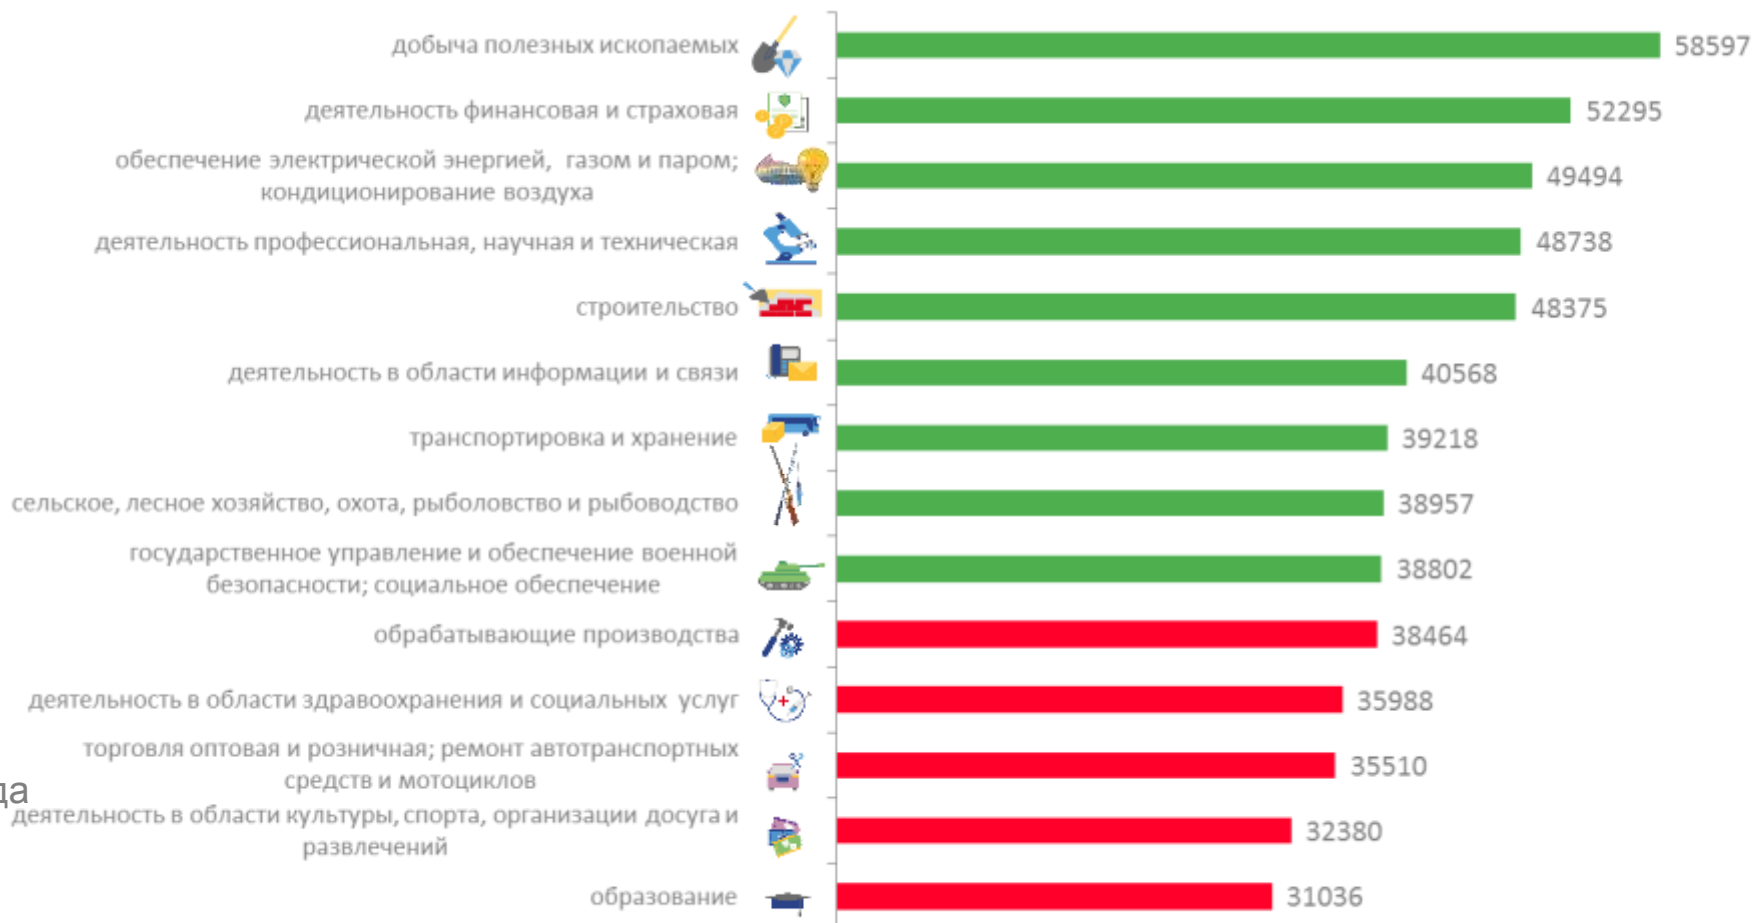 добыча полезных ископаемых 58597
деятельность финансовая и страховая 52295
обеспечение электрической энергией, газом и паром;
кондиционирование воздуха 49494
деятельность профессиональная, научная и техническая 48738
строительство 48375
деятельность в области информации и связи 40568
транспортировка и хранение 39218
сельское, лесное хозяйство, охота, рыболовство и рыбоводство 38957
государственное управление и обеспечение военной
безопасности; социальное обеспечение 38802
обрабатывающие производства 38464
деятельность в области здравоохранения и социальных услуг 35988
торговля оптовая и розничная; ремонт автотранспортных
средств и мотоциклов 35510
да
деятельность в области культуры, спорта, организации досуга и
развлечений 32380
образование 31036